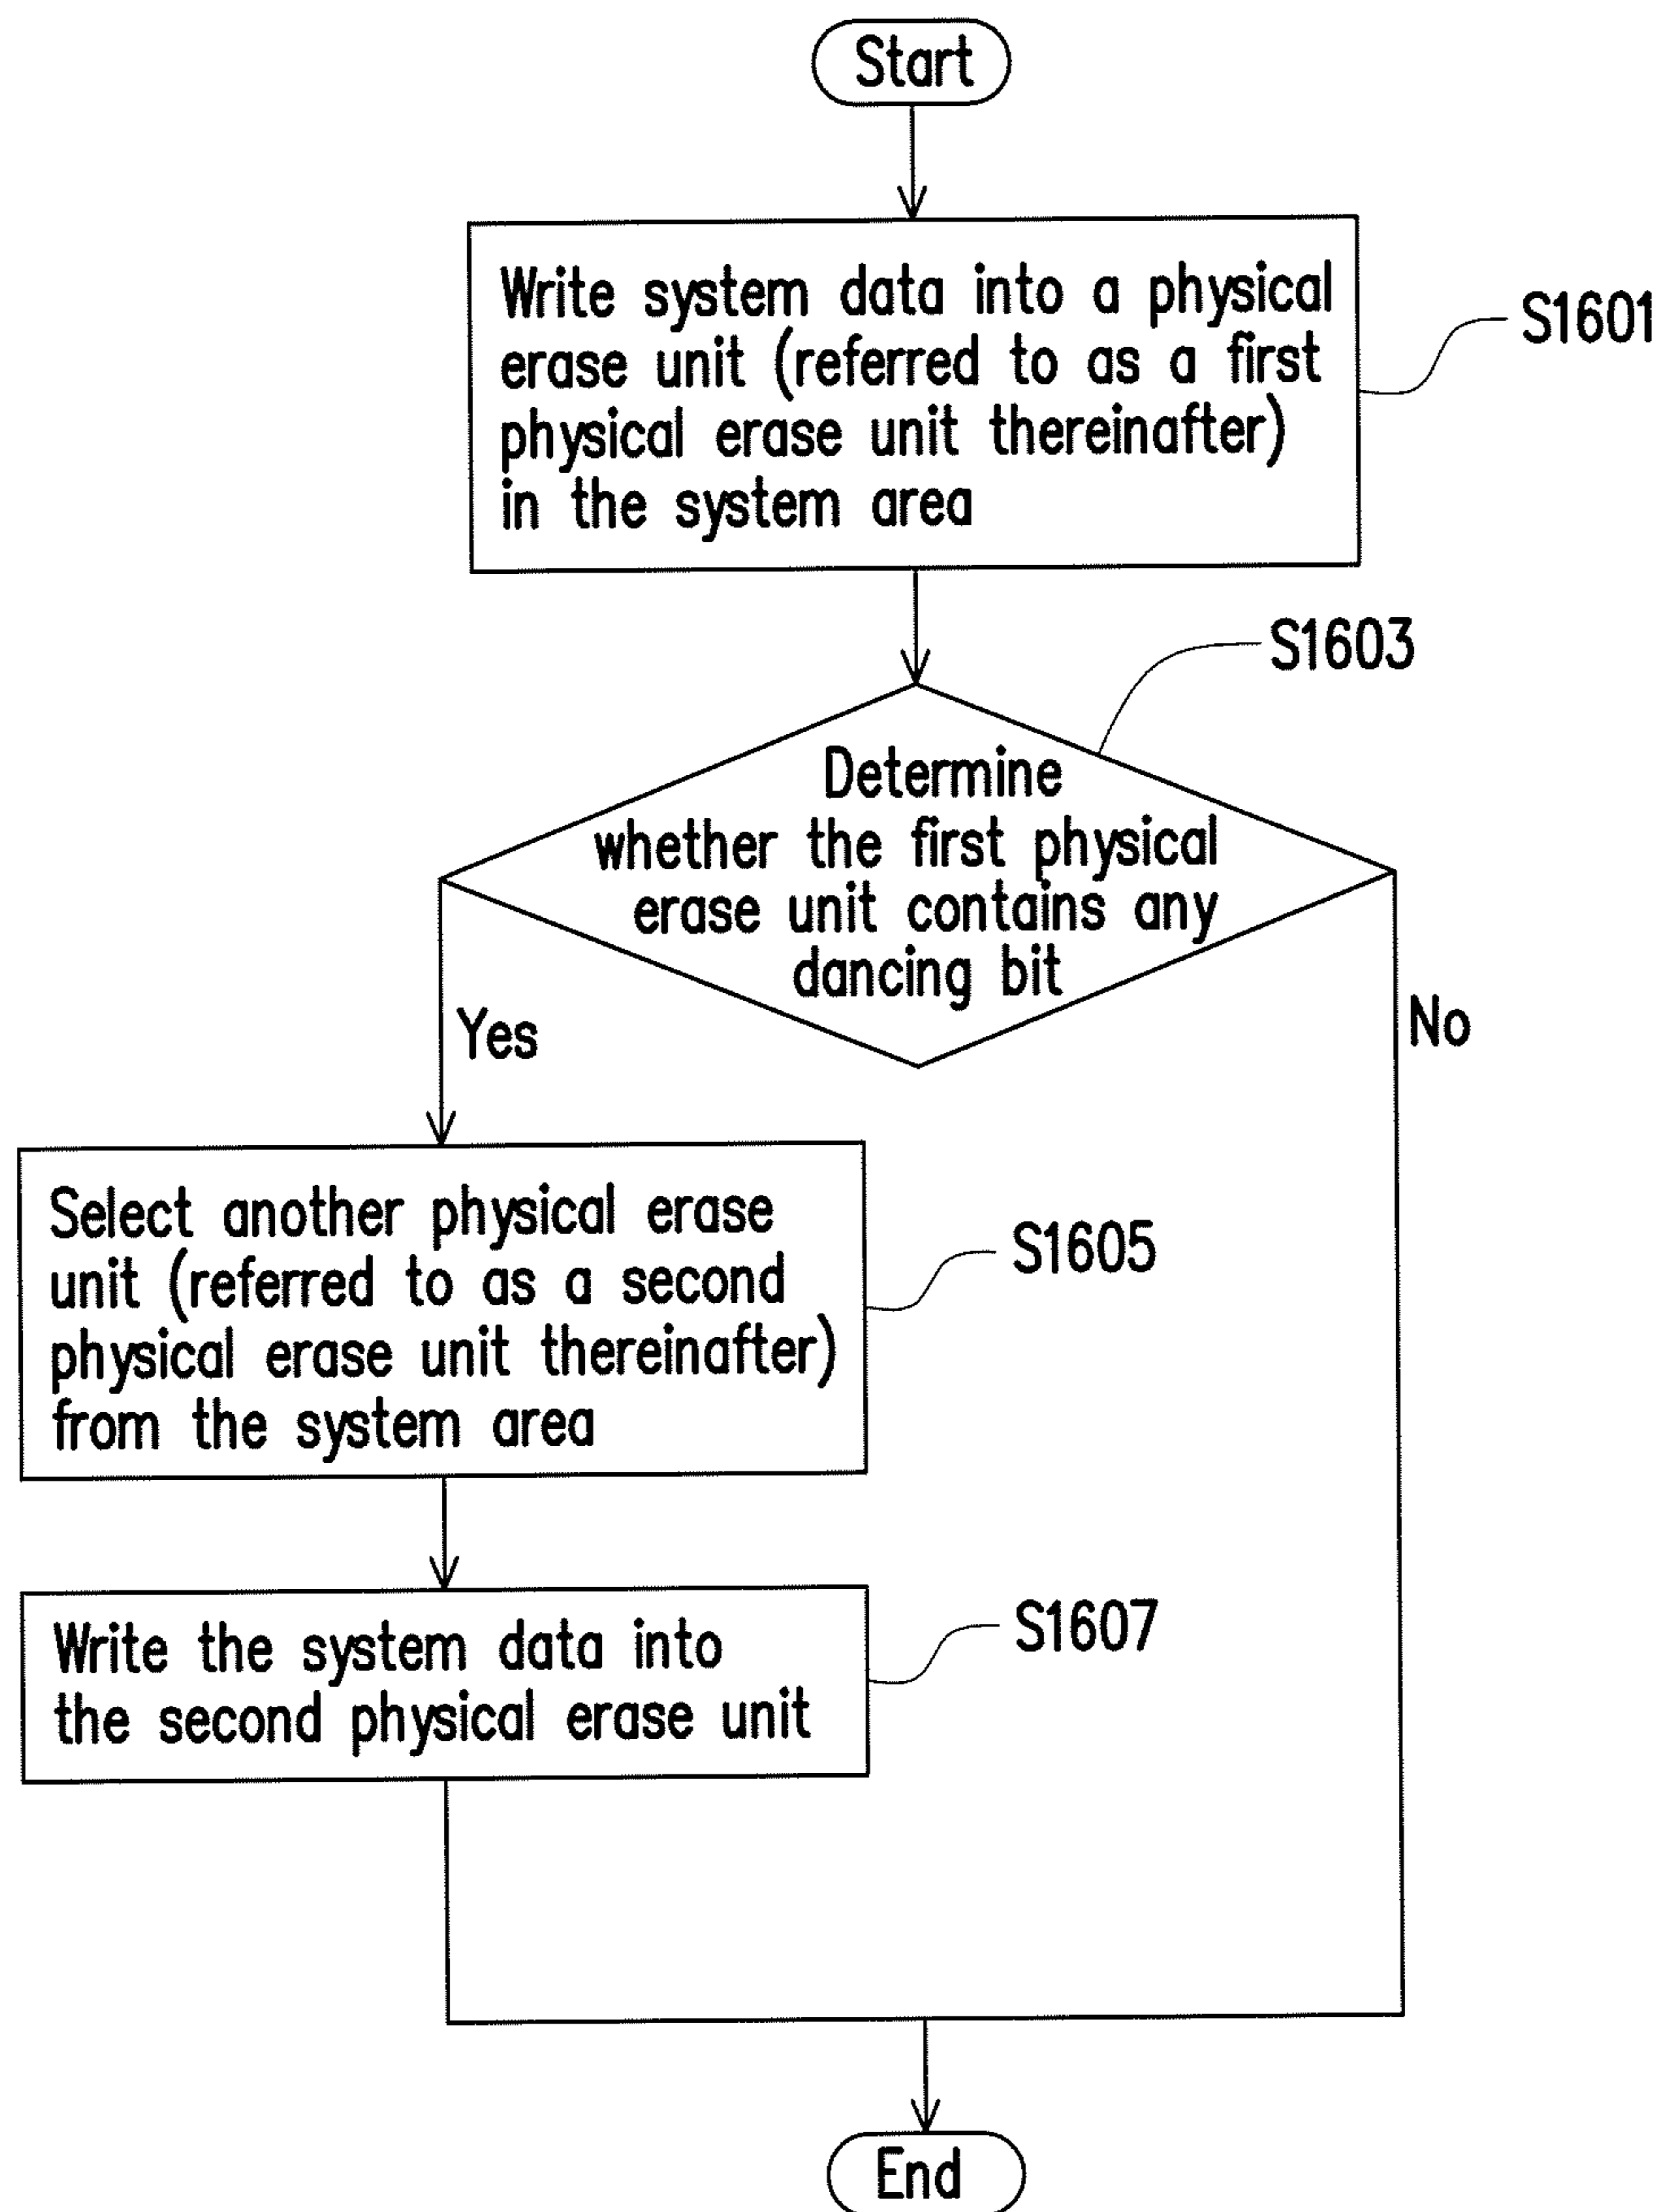 Start
Write system data into a physical
erase unit (referred to as a first
physical erase unit thereinafter)
in the system area
S1601
S1603
Determine
whether the first physical
erase unit contains any
dancing bit
Yes
No
Select another physical erase
unit (referred to as a second
physical erase unit thereinafter)
from the system area
S1605
Write the system data into
the second physical erase unit
S1607
End